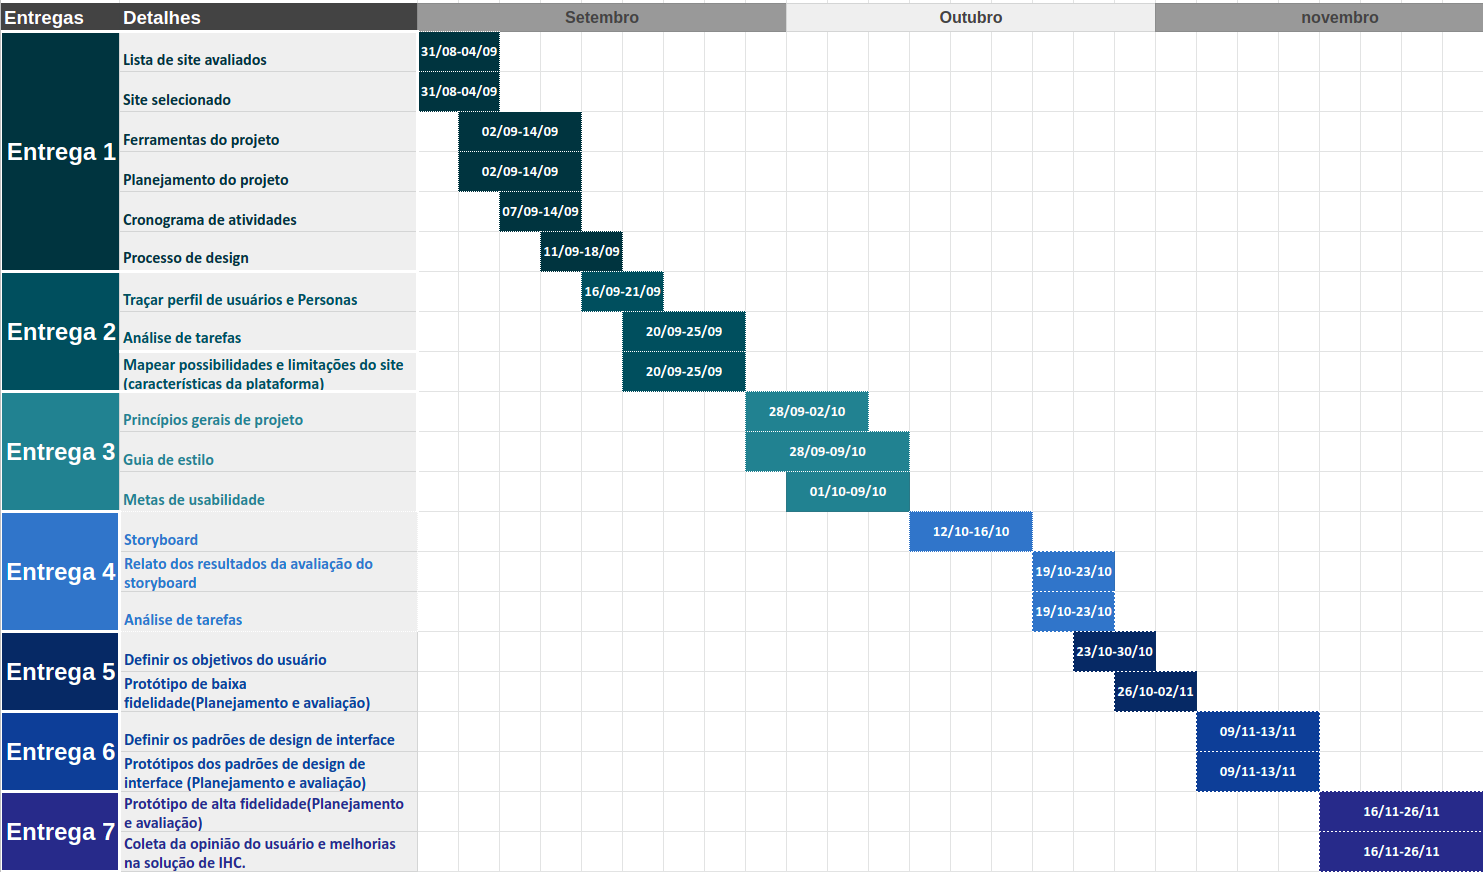 Entregas Detalhes Setembro Outubro novembro
Entrega 1
Lista de site avaliados 31/08-04/09
Site selecionado 31/08-04/09
Ferramentas do projeto 02/09-14/09
Planejamento do projeto 02/09-14/09
Cronograma de atividades 07/09-14/09
Processo de design 11/09-18/09
Entrega 2
Traçar perfil de usuários e Personas 16/09-21/09
Análise de tarefas 20/09-25/09
Mapear possibilidades e limitações do site
(características da plataforma) 20/09-25/09
Entrega 3
Princípios gerais de projeto 28/09-02/10
Guia de estilo 28/09-09/10
Metas de usabilidade 01/10-09/10
Entrega 4
Storyboard 12/10-16/10
Relato dos resultados da avaliação do
storyboard 19/10-23/10
Análise de tarefas 19/10-23/10
Entrega 5
Definir os objetivos do usuário 23/10-30/10
Protótipo de baixa
fidelidade(Planejamento e avaliação) 26/10-02/11
Entrega 6
Definir os padrões de design de interface 09/11-13/11
Protótipos dos padrões de design de
interface (Planejamento e avaliação) 09/11-13/11
Entrega 7
Protótipo de alta fidelidade(Planejamento
e avaliação) 16/11-26/11
Coleta da opinião do usuário e melhorias
na solução de IHC. 16/11-26/11